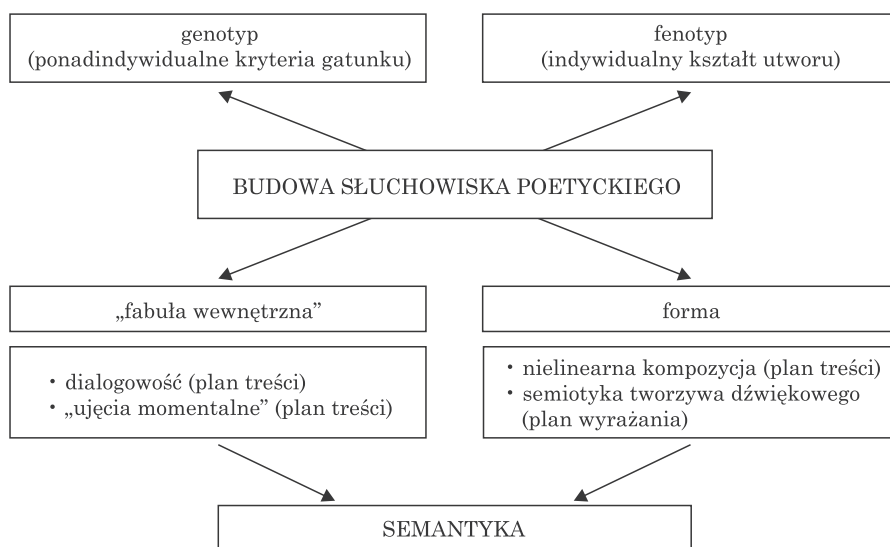 genotyp
(ponadindywidualne kryteria gatunku)
fenotyp
(indywidualny kształt utworu)
BUDOWA SŁUCHOWISKA POETYCKIEGO
„fabuła wewnętrzna”
forma
• dialogowość (plan treści)
• „ujęcia momentalne” (plan treści)
• nielinearna kompozycja (plan treści)
• semiotyka tworzywa dźwiękowego
(plan wyrażania)
SEMANTYKA